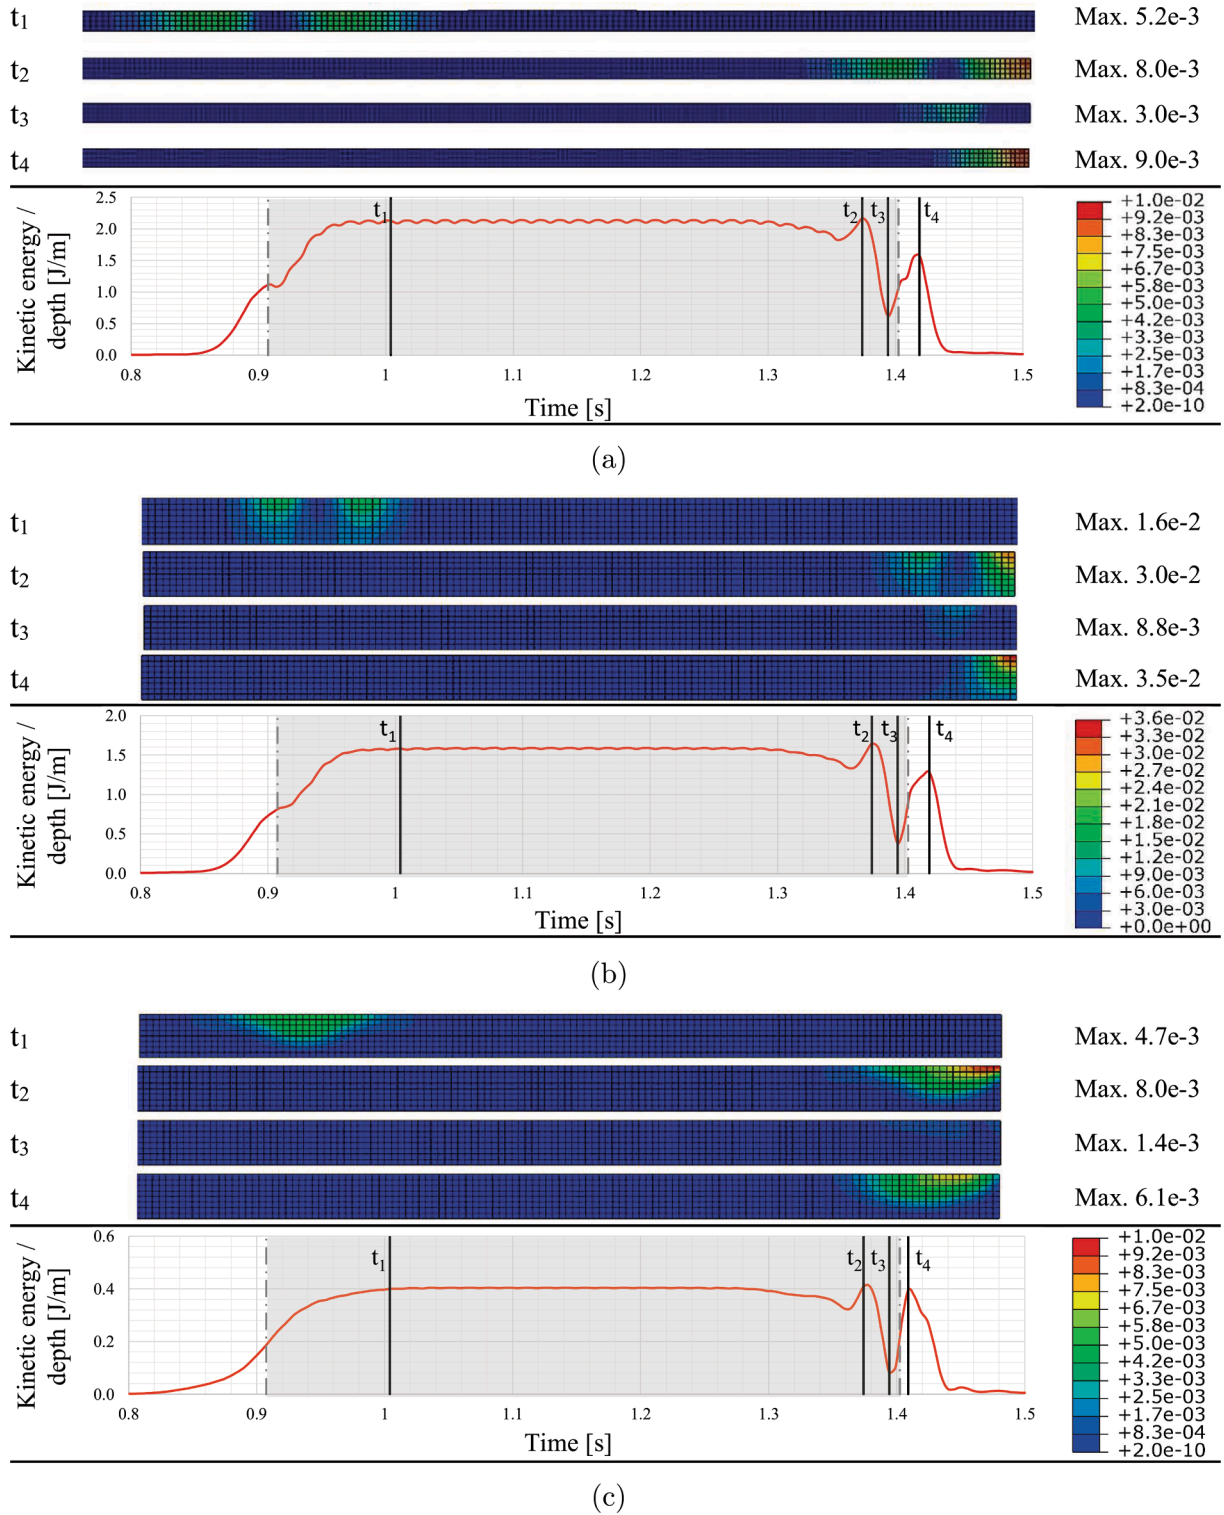 t1 Max. 5.2e-3
t2 Max. 8.0e-3
t3 Max. 3.0e-3
t4 Max. 9.0e-3
Kinetic energy /
depth [J/m]
2.5
2.0
1.5
1.0
0.5
0.0
t1 t2 t3 t4
0.8 0.9 1 1.1 1.2 1.3 1.4 1.5
Time [s]
+1.0e-02
+9.2e-03
+8.3e-03
+7.5e-03
+6.7e-03
+5.8e-03
+5.0e-03
+4.2e-03
+3.3e-03
+2.5e-03
+1.7e-03
+8.3e-04
+2.0e-10
(a)
t1 Max. 1.6e-2
t2 Max. 3.0e-2
t3 Max. 8.8e-3
t4 Max. 3.5e-2
Kinetic energy /
depth [J/m]
2.0
1.5
1.0
0.5
0.0
t1 t2 t3 t4
0.8 0.9 1 1.1 1.2 1.3 1.4 1.5
Time [s]
+3.6e-02
+3.3e-02
+3.0e-02
+2.7e-02
+2.4e-02
+2.1e-02
+1.8e-02
+1.5e-02
+1.2e-02
+9.0e-03
+6.0e-03
+3.0e-03
+0.0e+00
(b)
t1 Max. 4.7e-3
t2 Max. 8.0e-3
t3 Max. 1.4e-3
t4 Max. 6.1e-3
Kinetic energy /
depth [J/m]
0.6
0.4
0.2
0.0
t1 t2 t3 t4
0.8 0.9 1 1.1 1.2 1.3 1.4 1.5
Time [s]
+1.0e-02
+9.2e-03
+8.3e-03
+7.5e-03
+6.7e-03
+5.8e-03
+5.0e-03
+4.2e-03
+3.3e-03
+2.5e-03
+1.7e-03
+8.3e-04
+2.0e-10
(c)